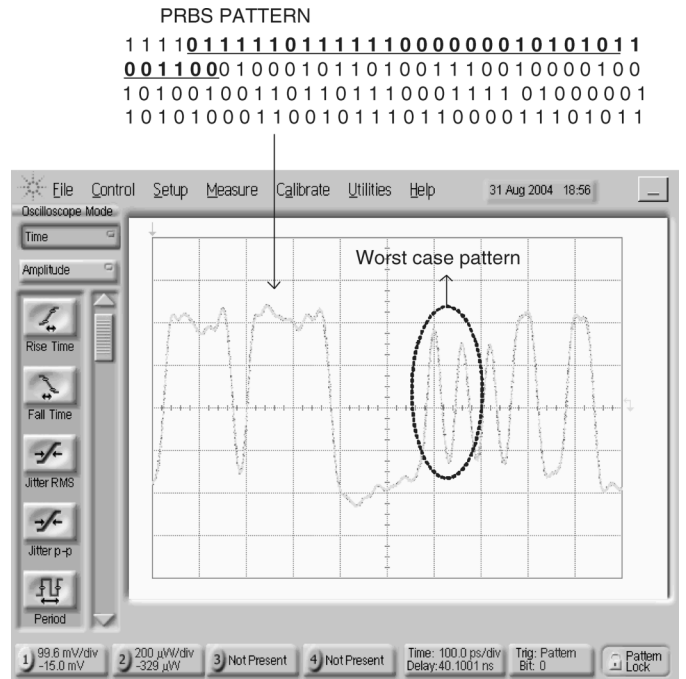 PRBS PATTERN
1 1 1 1 0 1 1 1 1 1 0 1 1 1 1 1 1 0 0 0 0 0 0 0 1 0 1 0 1 0 1 1
0 0 1 1 0 0 0 1 0 0 0 1 0 1 1 0 1 0 0 1 1 1 0 0 1 0 0 0 0 1 0 0
1 0 1 0 0 1 0 0 1 1 0 1 1 0 1 1 1 0 0 0 1 1 1 1 0 1 0 0 0 0 0 1
1 0 1 0 1 0 0 0 1 1 0 0 1 0 1 1 1 0 1 1 0 0 0 0 1 1 1 0 1 0 1 1
File Control Setup Measure Calibrate Utilities Help 31 Aug 2004 18:56
Oscilloscope Mode
Time
Amplitude
Worst case pattern
Rise Time
Fall Time
Jitter RMS
Jitter p-p
Period
1 99.6 mV/div -15.0 mV
2 200 µW/div -329 µW
3 Not Present
4 Not Present
Time: 100.0 ps/div Delay: 40.1001 ns
Trig: Pattern Bit: 0
Pattern Lock